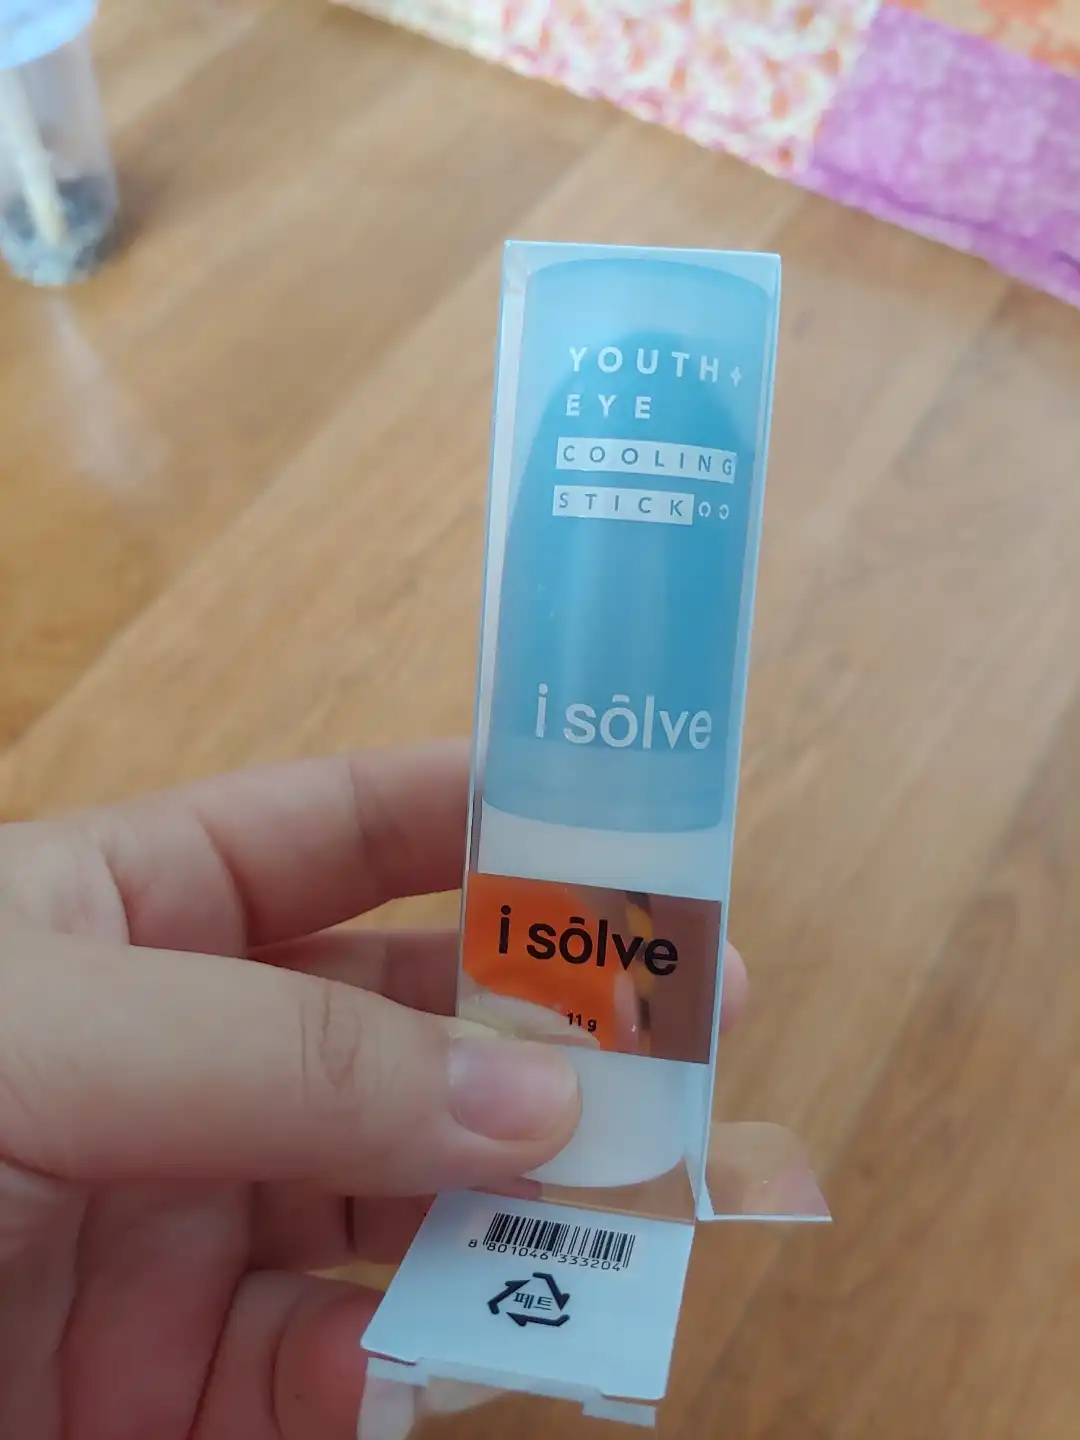 YOUTH+
EYE
COOLING
STICK
i sōlve
i sōlve
11 g
8 801046 333204
페트